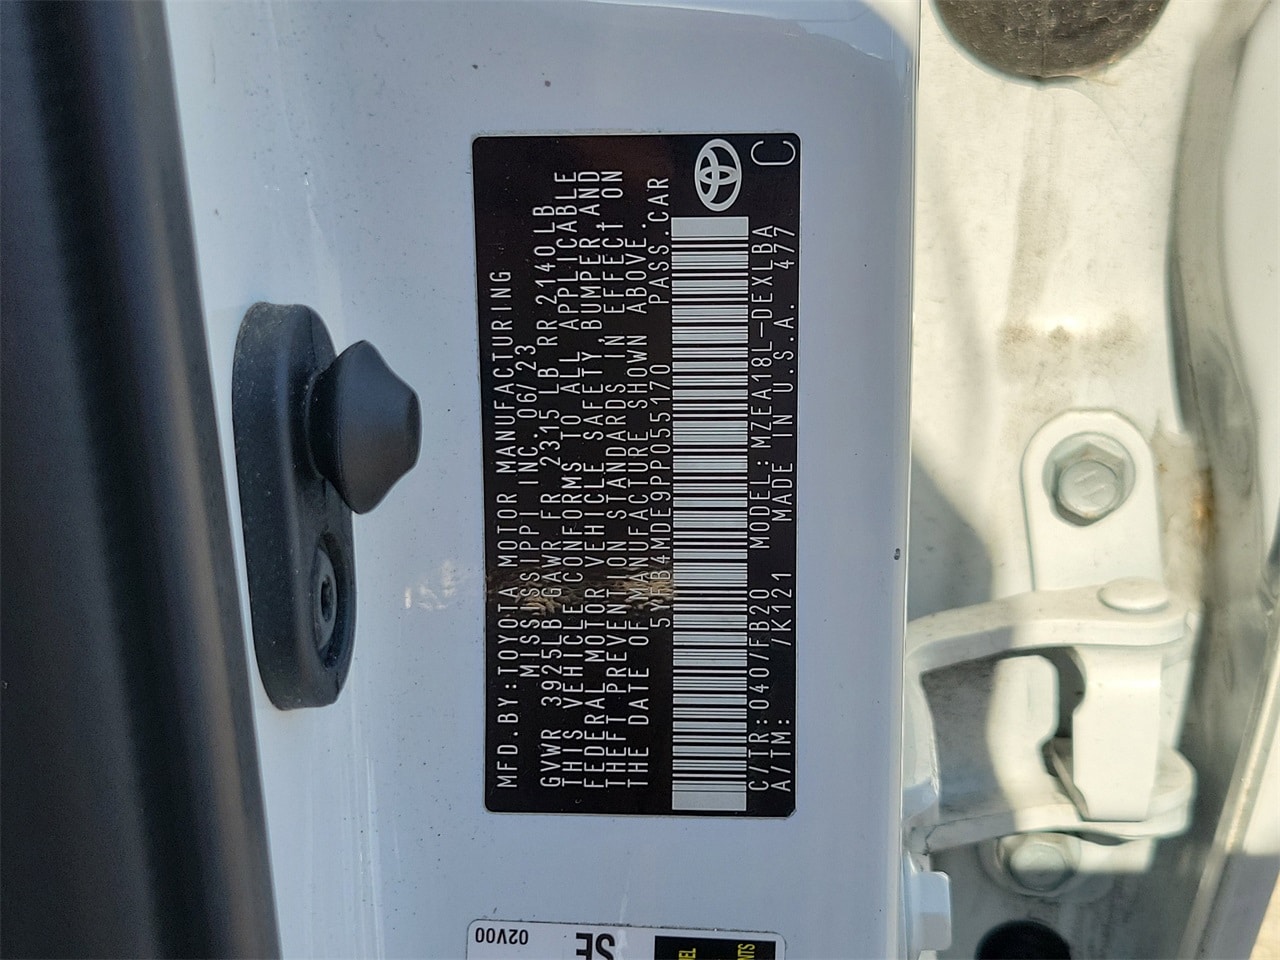 MFD.BY:TOYOTA MOTOR MANUFACTURING
MISSISSIPPI INC. 06/23
GVWR 3925LB GAWR FR 2315 LB RR 2140LB
THIS VEHICLE CONFORMS TO ALL APPLICABLE
FEDERAL MOTOR VEHICLE SAFETY, BUMPER, AND
THEFT PREVENTION STANDARDS IN EFFECT ON
THE DATE OF MANUFACTURE SHOWN ABOVE.
5YFB4MDE9PP055170 PASS.CAR
C/TR:040/FB20 MODEL:MZEA18L-DEXLBA
A/TM: /K121 MADE IN U.S.A. 477
C
02V00
SE